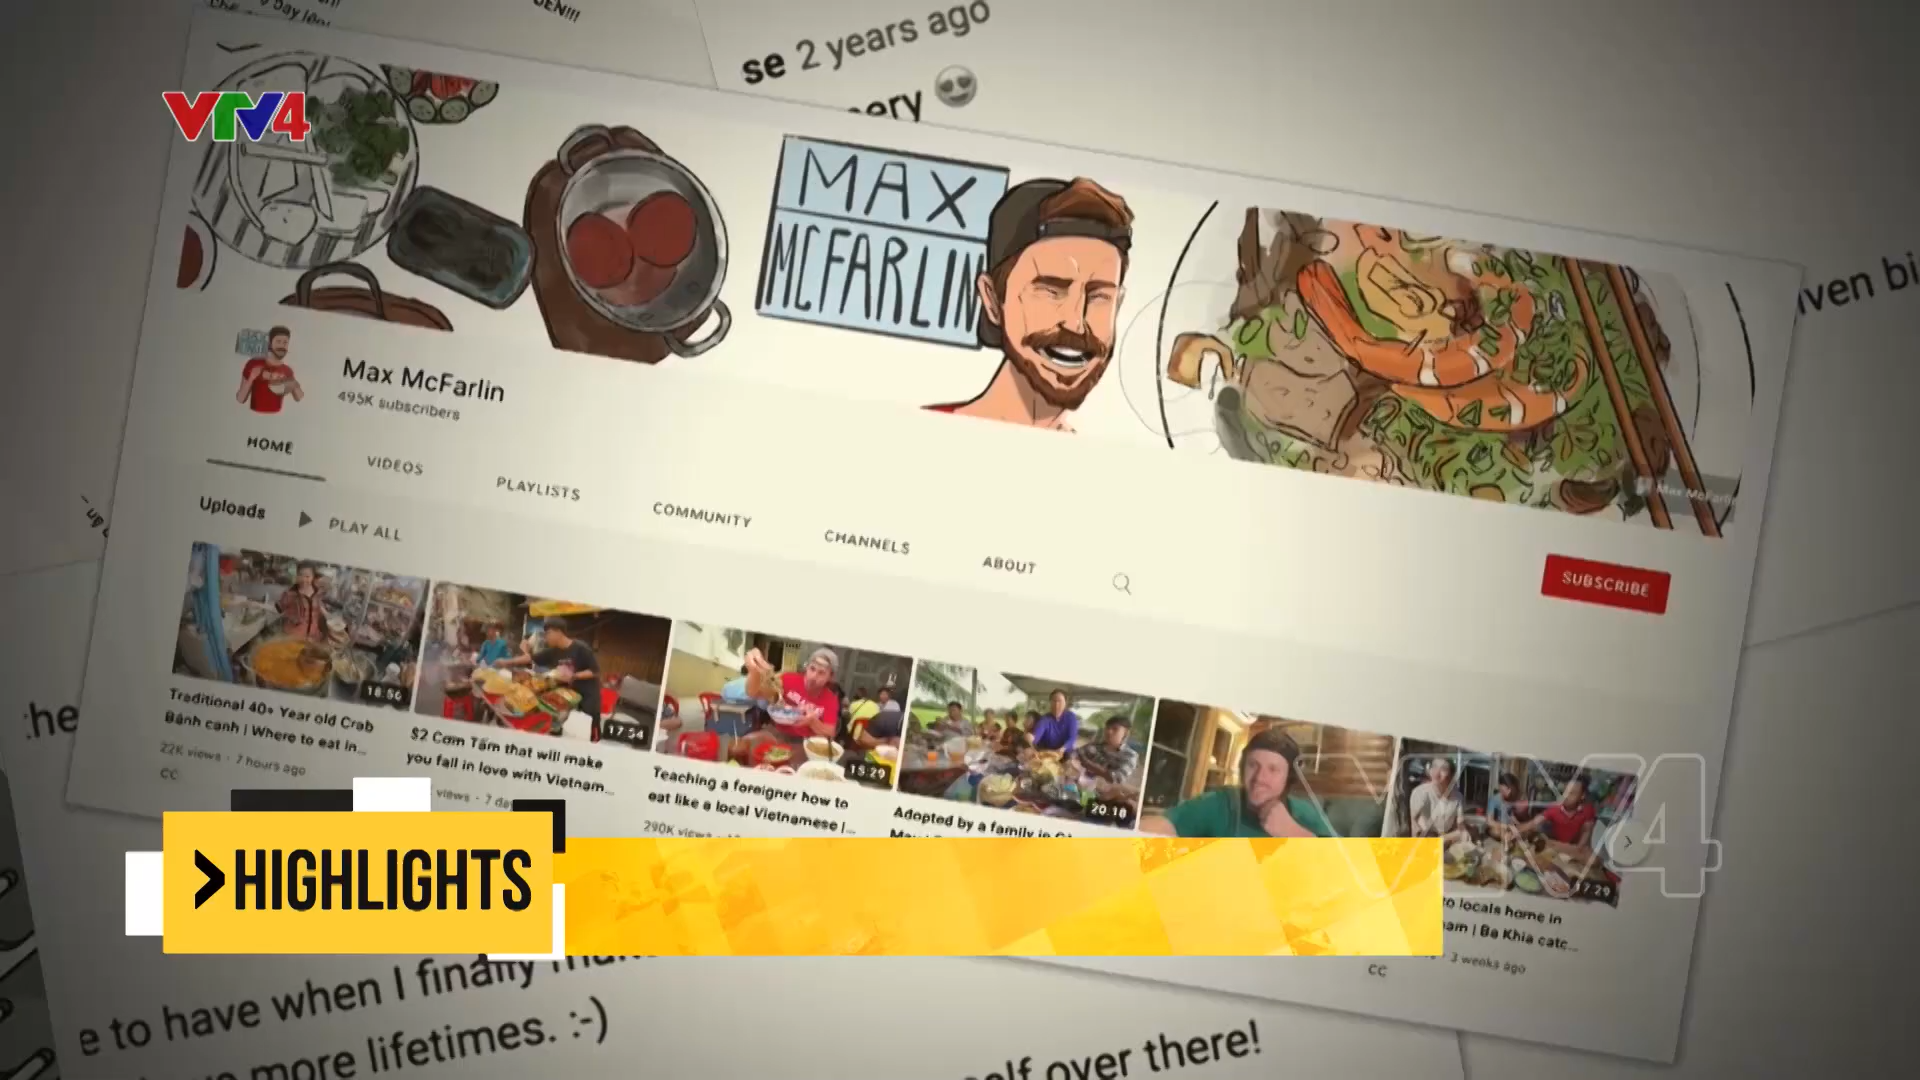 se 2 years ago
VTV4
MAX
MCFARLIN
Max McFarlin
495K subscribers
HOME
VIDEOS
PLAYLISTS
COMMUNITY
CHANNELS
ABOUT
SUBSCRIBE
Uploads
PLAY ALL
18:56
Traditional 40+ Year old Crab
Bánh canh | Where to eat in...
22K views · 7 hours ago
CC
17:54
$2 Cơm Tấm that will make
you fall in love with Vietnam...
views · 7
15:29
Teaching a foreigner how to
eat like a local Vietnamese |...
290K views
20:18
Adopted by a family in
17:29
to locals home in
am | Ba Khia catc...
3 weeks ago
CC
VTV4
>HIGHLIGHTS
e to have when I finally
more lifetimes. :-)
over there!